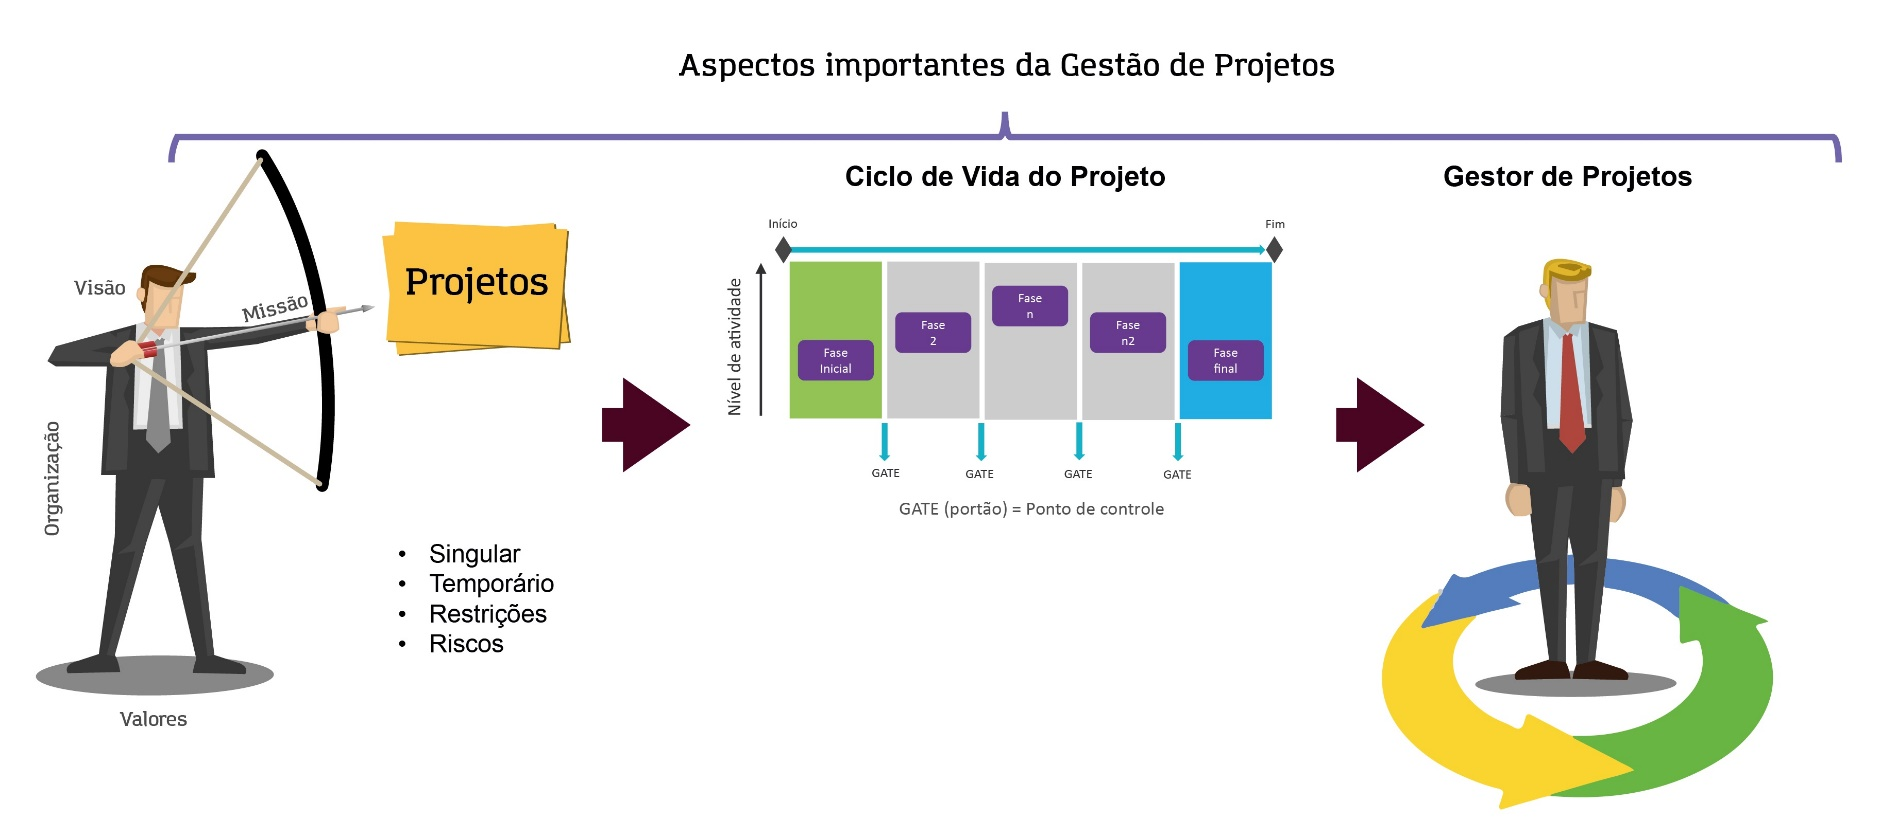 Aspectos importantes da Gestão de Projetos
Visão
Missão
Organização
Valores
Projetos
• Singular
• Temporário
• Restrições
• Riscos
Ciclo de Vida do Projeto
Início
Fim
Nível de atividade
Fase
Inicial
Fase
2
Fase
n
Fase
n2
Fase
final
GATE
GATE
GATE
GATE
GATE (portão) = Ponto de controle
Gestor de Projetos